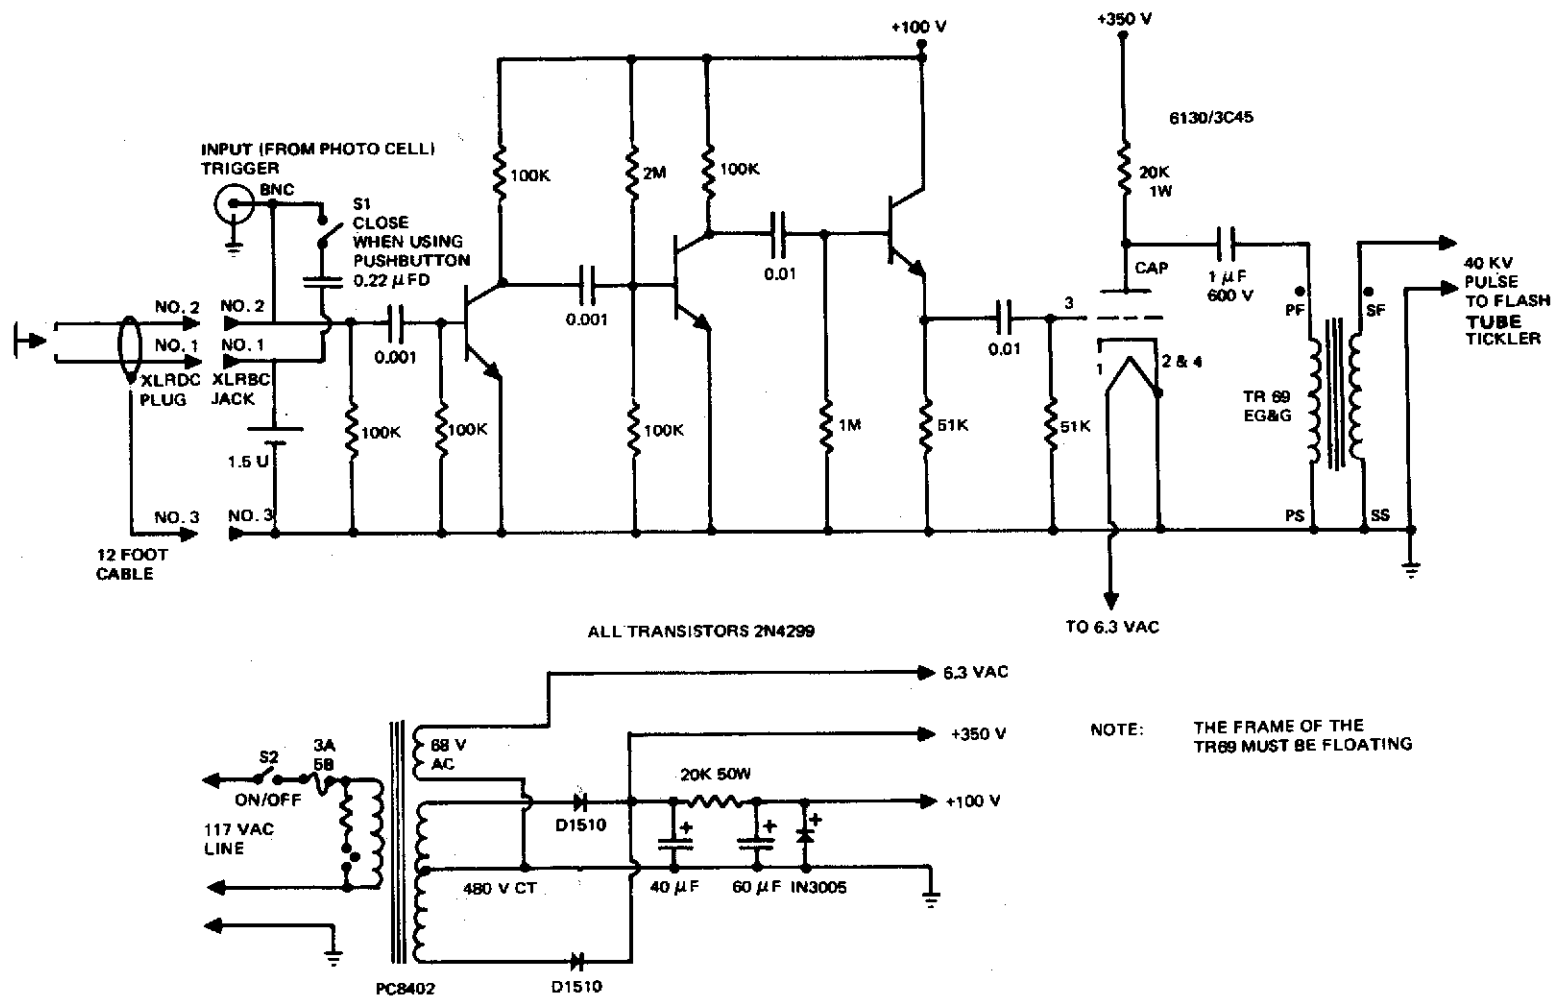 +100 V
+350 V
6130/3C45
INPUT (FROM PHOTO CELL)
TRIGGER
BNC
S1
CLOSE
WHEN USING
PUSHBUTTON
0.22 μFD
100K
2M
100K
20K
1W
0.01
CAP
1 μF
600 V
40 KV
PULSE
TO FLASH
TUBE
TICKLER
NO. 2
NO. 2
NO. 1
NO. 1
XLRDC
PLUG
XLRBC
JACK
0.001
0.001
0.01
3
1
2 & 4
PF
SF
TR 69
EG&G
100K
100K
100K
1M
51K
51K
1.5 U
NO. 3
NO. 3
PS
SS
12 FOOT
CABLE
TO 6.3 VAC
ALL TRANSISTORS 2N4299
6.3 VAC
+350 V
+100 V
NOTE: THE FRAME OF THE
TR69 MUST BE FLOATING
S2
3A
5B
ON/OFF
117 VAC
LINE
68 V
AC
20K 50W
D1510
480 V CT
40 μF
60 μF
IN3005
PC8402
D1510